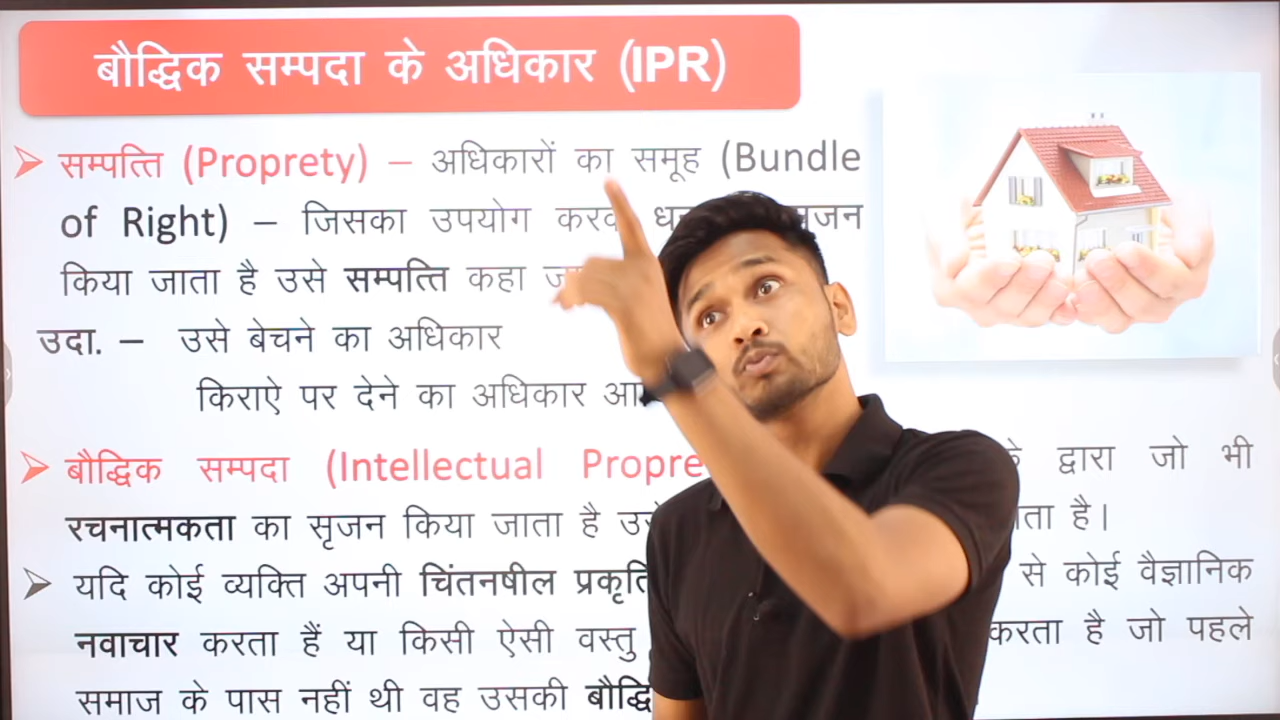 बौद्धिक सम्पदा के अधिकार (IPR)
सम्पत्ति (Proprety) – अधिकारों का समूह (Bundle
of Right) – जिसका उपयोग
किया जाता है उसे सम्पत्ति कहा
उदा. – उसे बेचने का अधिकार
किराऐ पर देने का अधिकार
बौद्धिक सम्पदा (Intellectual द्वारा जो भी
रचनात्मकता का सृजन किया जाता है है।
यदि कोई व्यक्ति अपनी चिंतनषील से कोई वैज्ञानिक
नवाचार करता हैं या किसी ऐसी वस्तु करता है जो पहले
समाज के पास नहीं थी वह उसकी